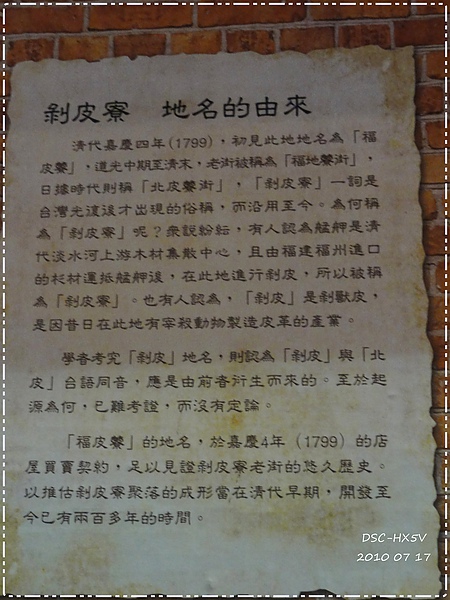 剝皮寮　地名的由來
清代嘉慶四年(1799)，初見此地地名為「福
皮藔」，道光中期至清末，老街被稱為「福地藔街」，
日據時代則稱「北皮藔街」，「剝皮寮」一詞是
台灣光復後才出現的俗稱，而沿用至今。為何稱
為「剝皮寮」呢？眾說紛紜，有人認為艋舺是清
代淡水河上游木材集散中心，且由福建福州進口
的杉材運抵艋舺後，在此地進行剝皮，所以被稱
為「剝皮寮」。也有人認為，「剝皮」是剝獸皮，
是因昔日在此地有宰殺動物製造皮革的產業。
學者考究「剝皮」地名，則認為「剝皮」與「北
皮」台語同音，應是由前者衍生而來的。至於起
源為何，已難考證，而沒有定論。
「福皮藔」的地名，於嘉慶4年（1799）的店
屋買賣契約，足以見證剝皮寮老街的悠久歷史。
以推估剝皮寮聚落的成形當在清代早期，開發至
今已有兩百多年的時間。
DSC-HX5V
2010 07 17